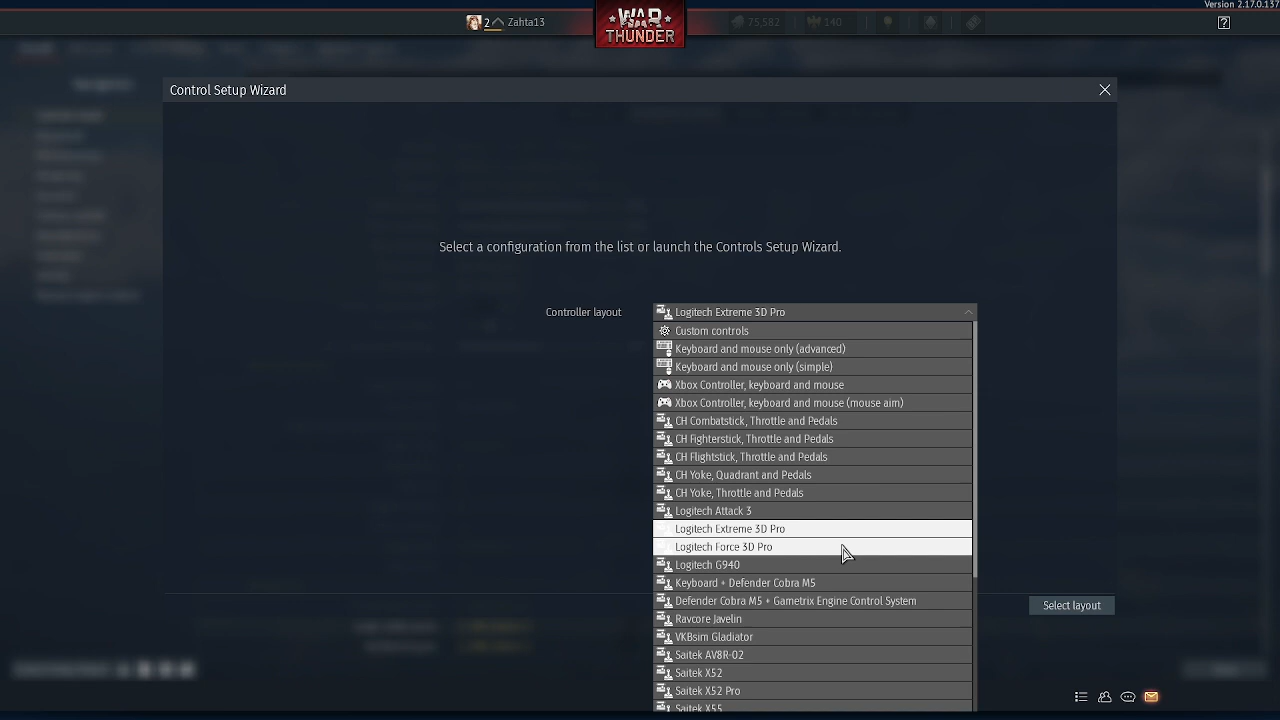 Version 2.17.0.137
2 Zahta13
WAR THUNDER
75,582
140
?
Control Setup Wizard
Select a configuration from the list or launch the Controls Setup Wizard.
Controller layout
Logitech Extreme 3D Pro
Custom controls
Keyboard and mouse only (advanced)
Keyboard and mouse only (simple)
Xbox Controller, keyboard and mouse
Xbox Controller, keyboard and mouse (mouse aim)
CH Combatstick, Throttle and Pedals
CH Fighterstick, Throttle and Pedals
CH Flightstick, Throttle and Pedals
CH Yoke, Quadrant and Pedals
CH Yoke, Throttle and Pedals
Logitech Attack 3
Logitech Extreme 3D Pro
Logitech Force 3D Pro
Logitech G940
Keyboard + Defender Cobra M5
Defender Cobra M5 + Gametrix Engine Control System
Ravcore Javelin
VKBsim Gladiator
Saitek AV8R-02
Saitek X52
Saitek X52 Pro
Saitek X55
Select layout